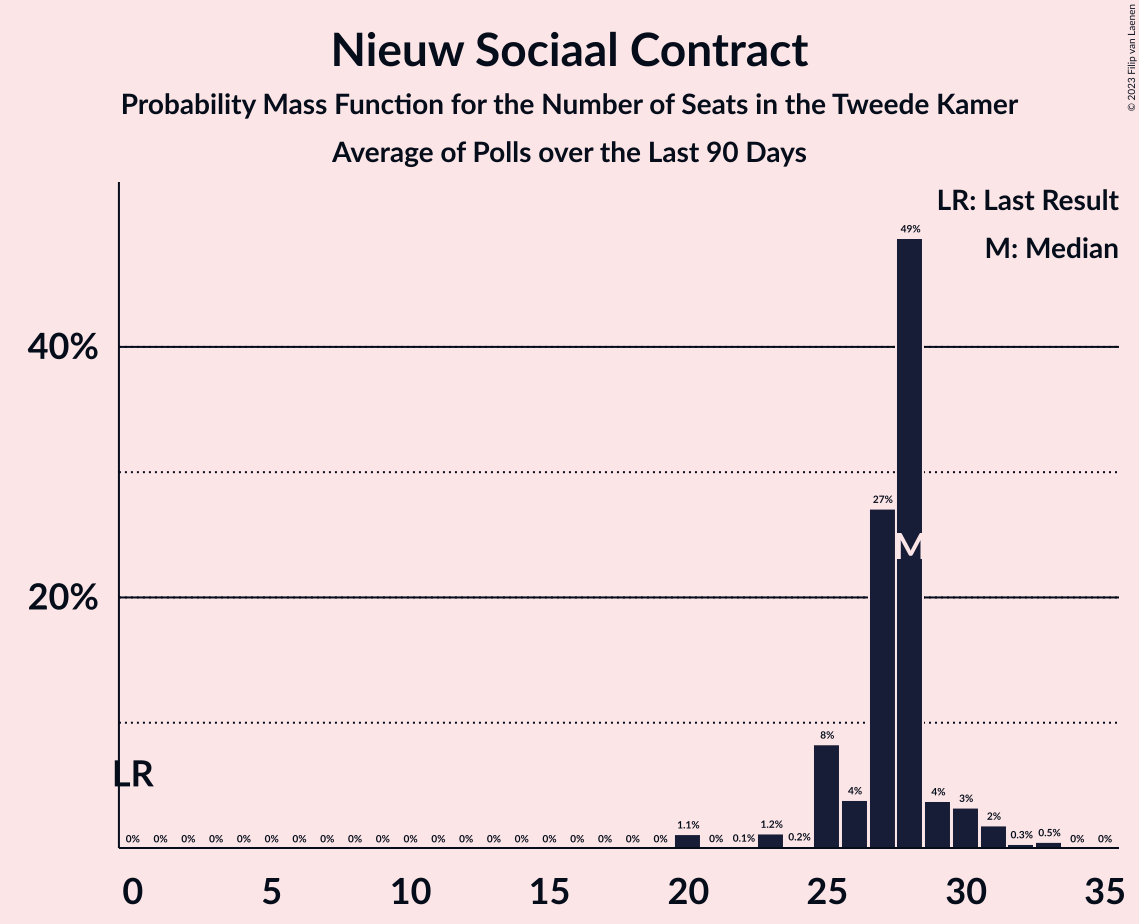 Nieuw Sociaal Contract
Probability Mass Function for the Number of Seats in the Tweede Kamer
Average of Polls over the Last 90 Days
© 2023 Filip van Laenen
LR: Last Result
M: Median
49%
40%
27%
M
20%
8%
LR
4%
4%
3%
2%
0% 0% 0% 0% 0% 0% 0% 0% 0% 0% 0% 0% 0% 0% 0% 0% 0% 0% 0% 0% 1.1% 0% 0.1% 1.2% 0.2% 0.3% 0.5% 0% 0%
0 5 10 15 20 25 30 35